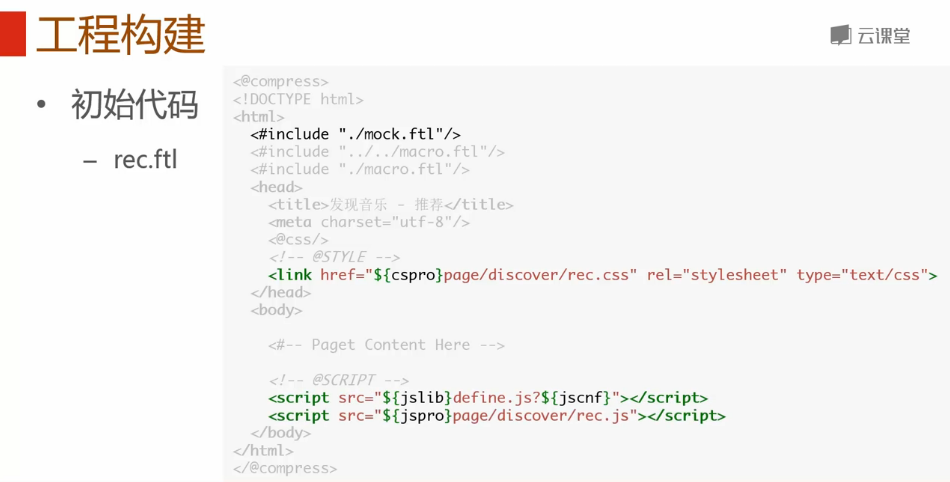 工程构建
云课堂
• 初始代码
– rec.ftl
<@compress>
<!DOCTYPE html>
<html>
<#include "./mock.ftl"/>
<#include "../../macro.ftl"/>
<#include "./macro.ftl"/>
<head>
<title>发现音乐 - 推荐</title>
<meta charset="utf-8"/>
<@css/>
<!-- @STYLE -->
<link href="${cspro}page/discover/rec.css" rel="stylesheet" type="text/css">
</head>
<body>
<#-- Paget Content Here -->
<!-- @SCRIPT -->
<script src="${jslib}define.js?${jscnf}"></script>
<script src="${jspro}page/discover/rec.js"></script>
</body>
</html>
</@compress>